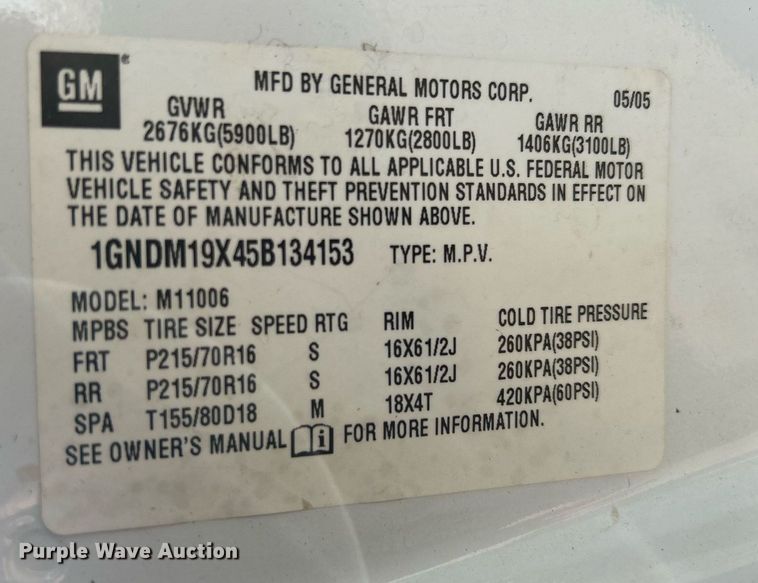 GM
MFD BY GENERAL MOTORS CORP. 05/05
GVWR GAWR FRT GAWR RR
2676KG(5900LB) 1270KG(2800LB) 1406KG(3100LB)
THIS VEHICLE CONFORMS TO ALL APPLICABLE U.S. FEDERAL MOTOR
VEHICLE SAFETY AND THEFT PREVENTION STANDARDS IN EFFECT ON
THE DATE OF MANUFACTURE SHOWN ABOVE.
1GNDM19X45B134153 TYPE: M.P.V.
MODEL: M11006
MPBS TIRE SIZE SPEED RTG RIM COLD TIRE PRESSURE
FRT P215/70R16 S 16X61/2J 260KPA(38PSI)
RR P215/70R16 S 16X61/2J 260KPA(38PSI)
SPA T155/80D18 M 18X4T 420KPA(60PSI)
SEE OWNER'S MANUAL i FOR MORE INFORMATION.
Purple Wave Auction